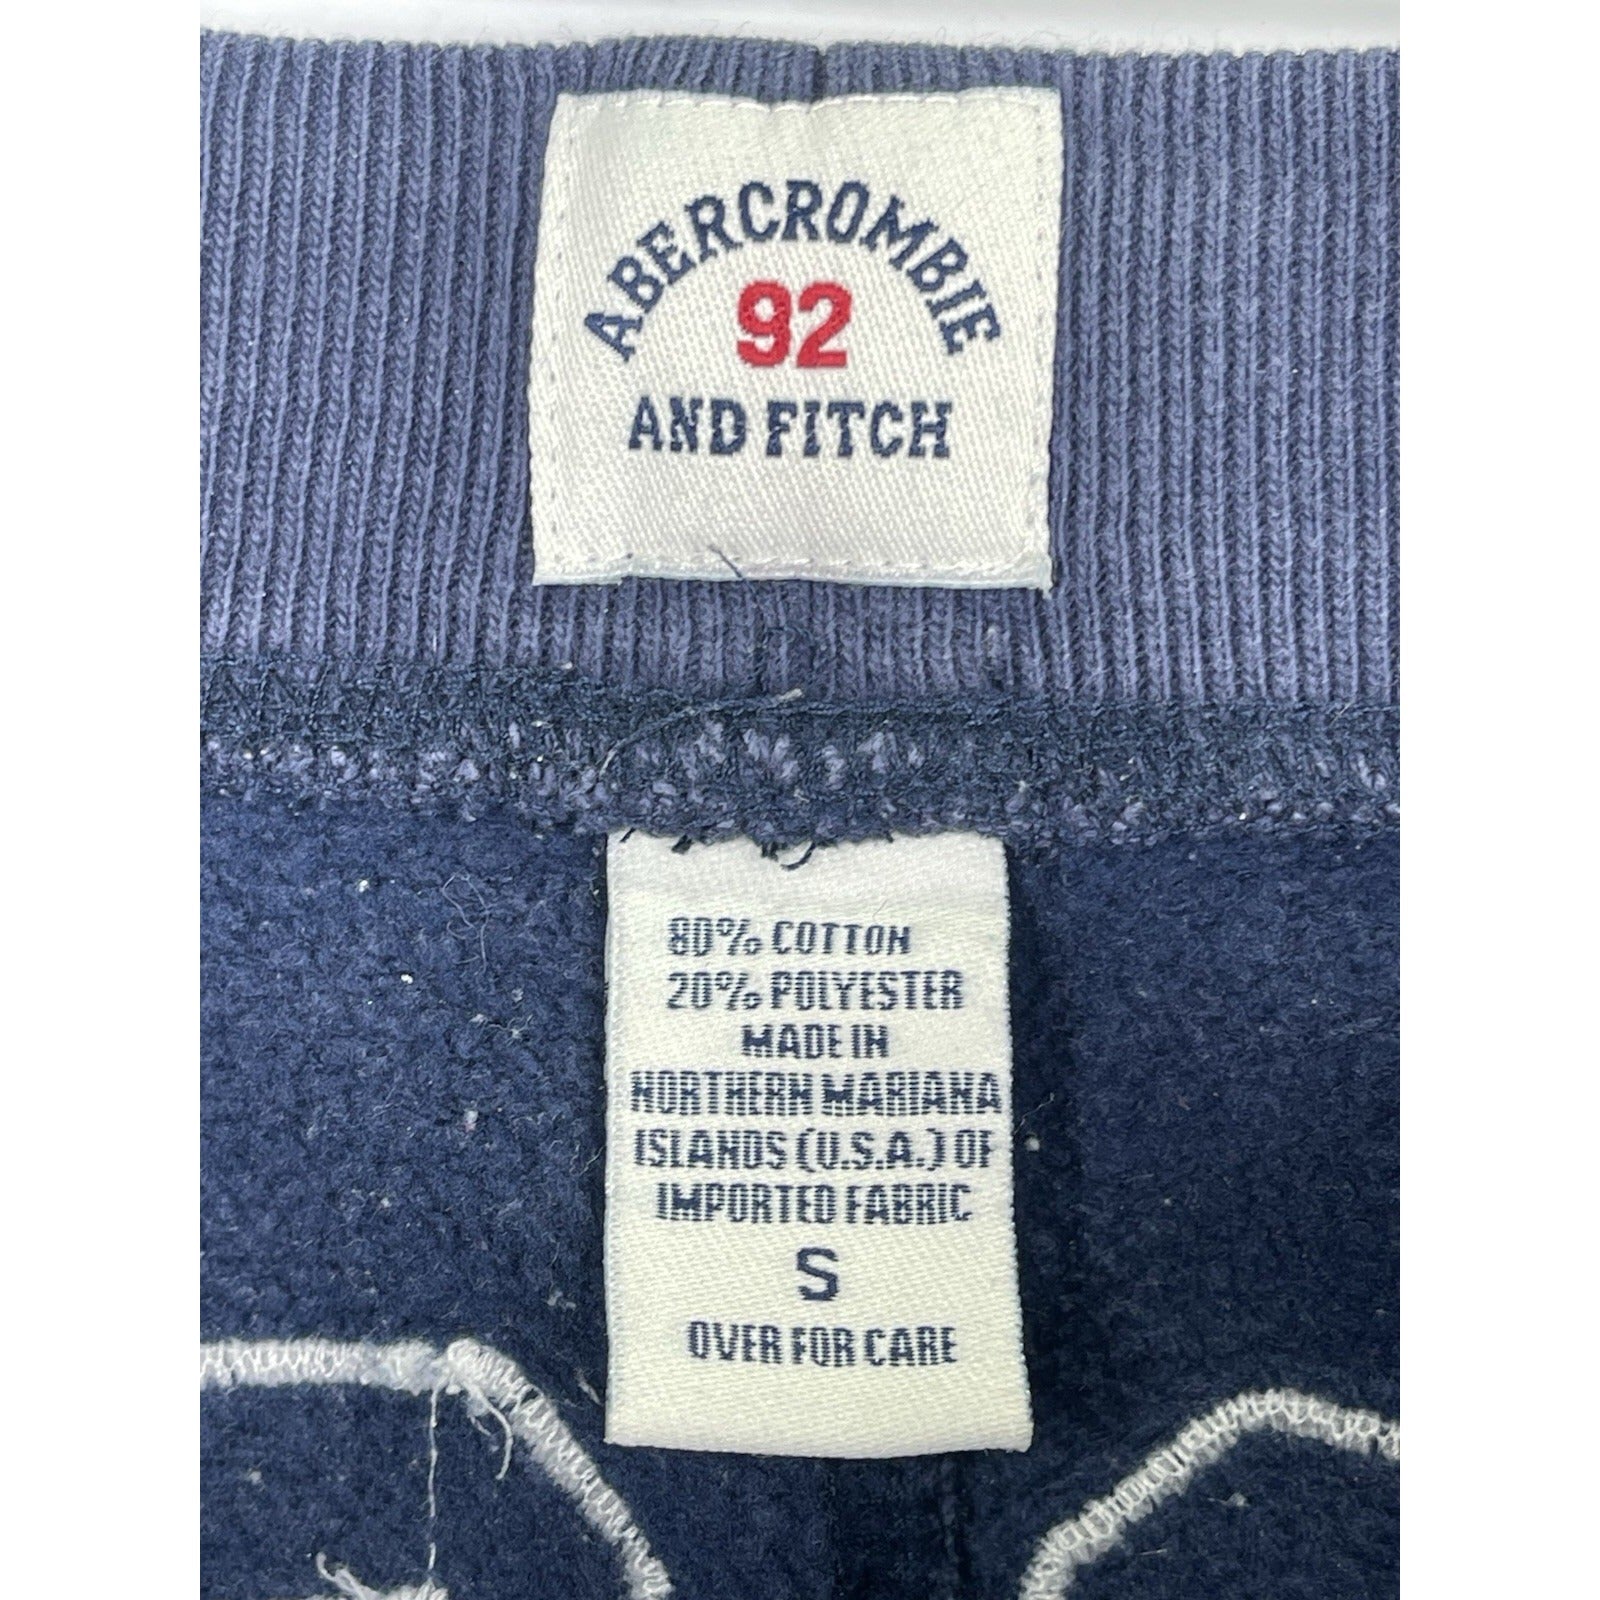 ABERCROMBIE
92
AND FITCH
80% COTTON
20% POLYESTER
MADE IN
NORTHERN MARIANA
ISLANDS (U.S.A.) OF
IMPORTED FABRIC
S
OVER FOR CARE